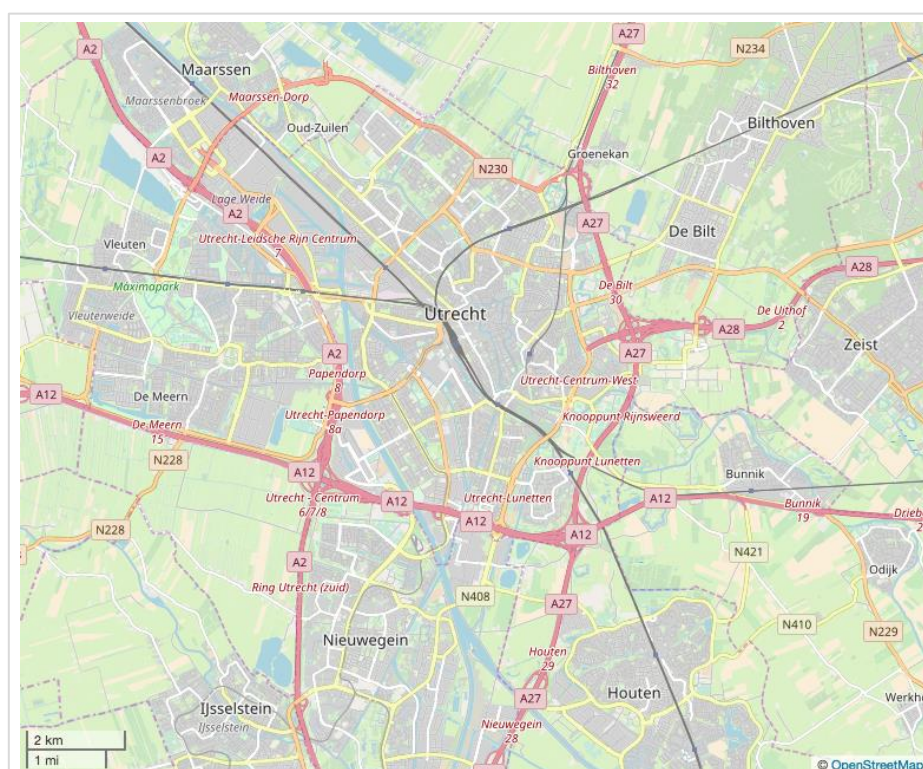 A2
A27
N234
Maarssen
Bilthoven
32
Maarssenbroek
Maarssen-Dorp
Oud-Zuilen
Bilthoven
A2
Groenekan
N230
Lage Weide
A2
A27
De Bilt
Vleuten
Utrecht-Leidsche Rijn Centrum
7
A28
Máximapark
De Bilt
30
De Uithof
2
Vleuterweide
Utrecht
A28
Zeist
A2
A27
Papendorp
8
Utrecht-Centrum-West
A12
De Meern
Utrecht-Papendorp
8a
Knooppunt Rijnsweerd
De Meern
15
N228
Knooppunt Lunetten
Bunnik
A12
Utrecht - Centrum
6/7/8
A12
Utrecht-Lunetten
A12
Bunnik
19
Drieb
2
N228
A12
A12
N421
A2
Odijk
Ring Utrecht (zuid)
N408
A27
N410
N229
Nieuwegein
Houten
29
Houten
A27
Werkh
IJsselstein
IJsselstein
Nieuwegein
28
2 km
1 mi
© OpenStreetMap